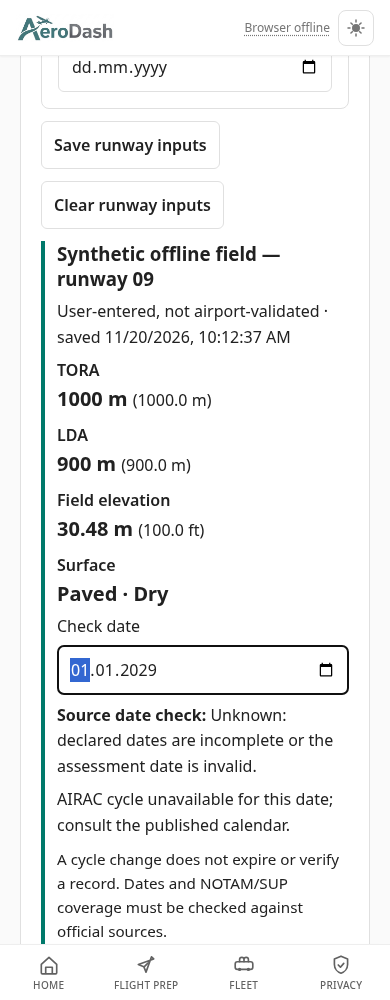 AeroDash
Browser offline
dd.mm.yyyy
Save runway inputs
Clear runway inputs
Synthetic offline field —
runway 09
User-entered, not airport-validated ·
saved 11/20/2026, 10:12:37 AM
TORA
1000 m (1000.0 m)
LDA
900 m (900.0 m)
Field elevation
30.48 m (100.0 ft)
Surface
Paved · Dry
Check date
01.01.2029
Source date check: Unknown:
declared dates are incomplete or the
assessment date is invalid.
AIRAC cycle unavailable for this date;
consult the published calendar.
A cycle change does not expire or verify
a record. Dates and NOTAM/SUP
coverage must be checked against
official sources.
HOME
FLIGHT PREP
FLEET
PRIVACY